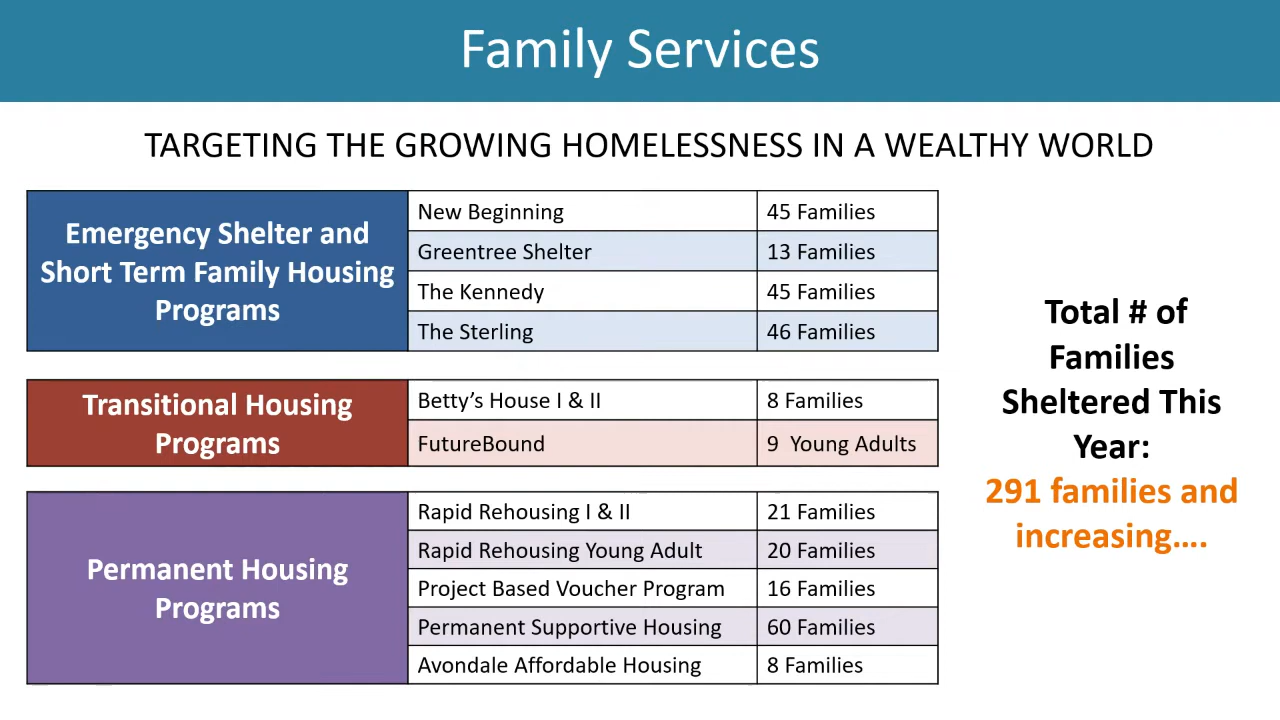 Family Services
TARGETING THE GROWING HOMELESSNESS IN A WEALTHY WORLD
Emergency Shelter and
Short Term Family Housing
Programs
New Beginning
45 Families
Greentree Shelter
13 Families
The Kennedy
45 Families
The Sterling
46 Families
Transitional Housing
Programs
Betty’s House I & II
8 Families
FutureBound
9  Young Adults
Permanent Housing
Programs
Rapid Rehousing I & II
21 Families
Rapid Rehousing Young Adult
20 Families
Project Based Voucher Program
16 Families
Permanent Supportive Housing
60 Families
Avondale Affordable Housing
8 Families
Total # of
Families
Sheltered This
Year:
291 families and
increasing....